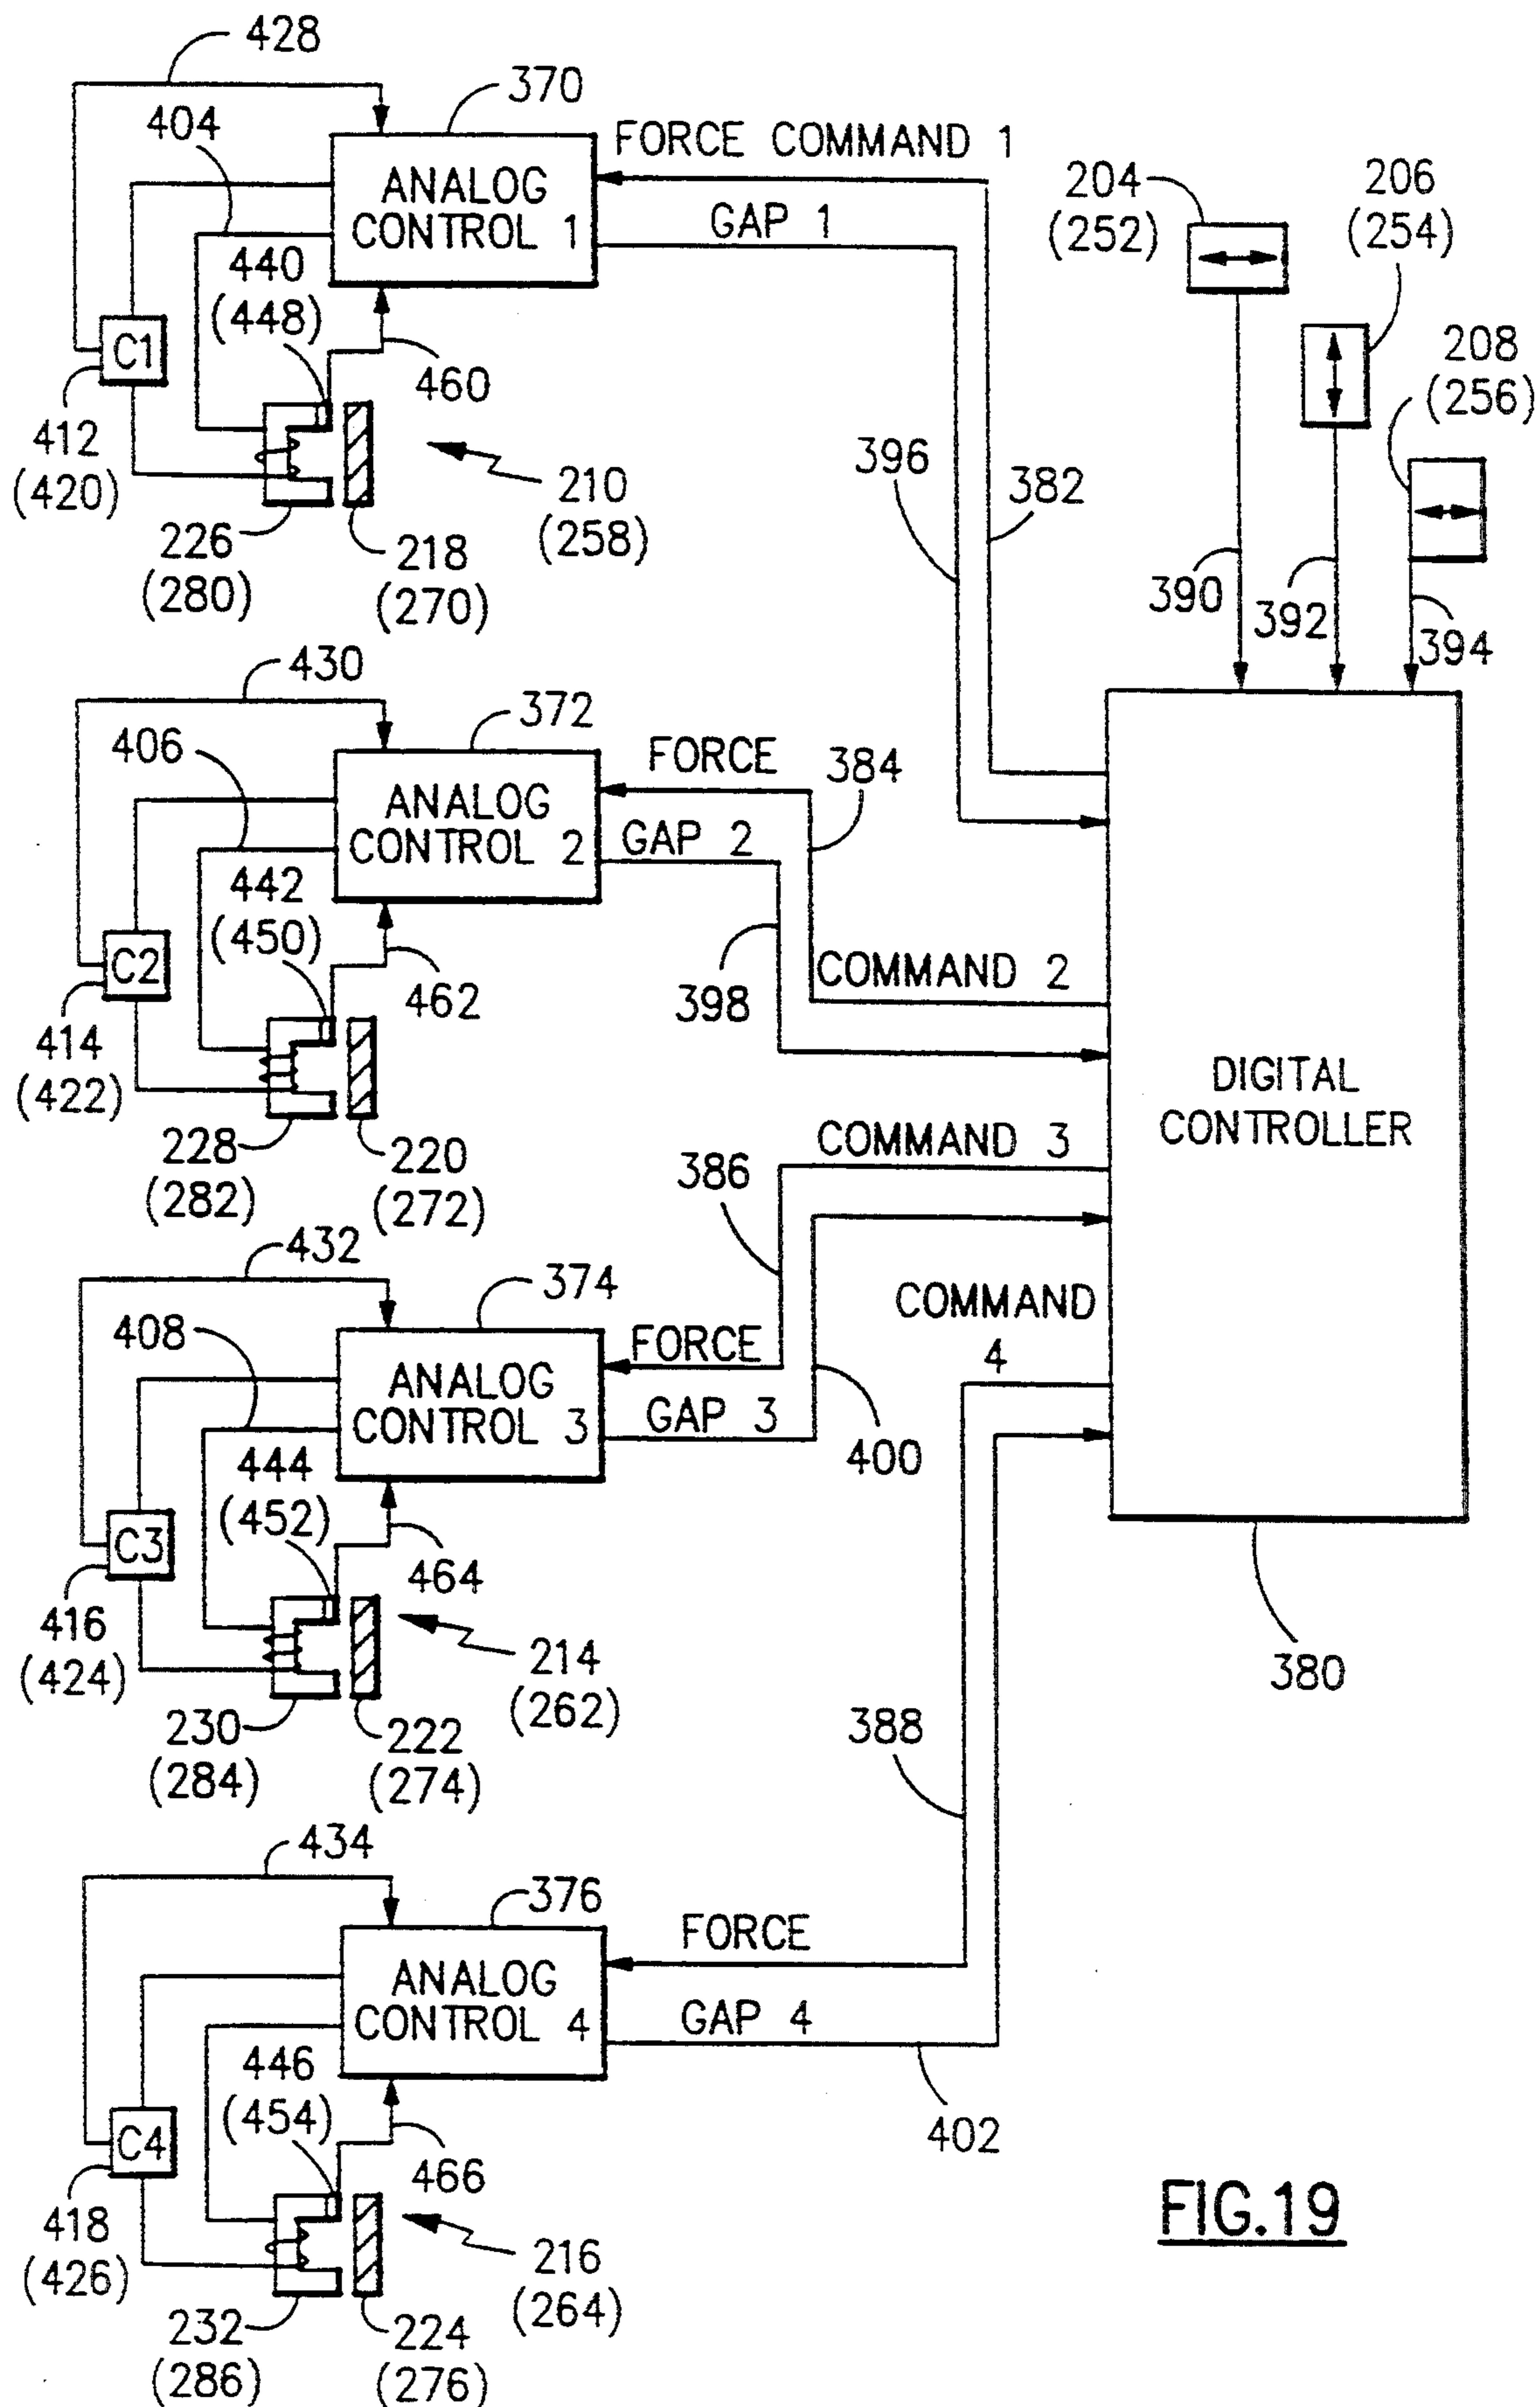 428
370
404
FORCE COMMAND 1
ANALOG
CONTROL 1
GAP 1
204
(252)
206
(254)
440
(448)
208
(256)
C1
460
412
(420)
396
382
210
(258)
226
(280)
218
(270)
390
392
394
430
372
406
FORCE
384
ANALOG
CONTROL 2
GAP 2
442
(450)
C2
462
398
COMMAND 2
414
(422)
DIGITAL
CONTROLLER
228
(282)
220
(272)
COMMAND 3
386
432
374
408
COMMAND
4
FORCE
ANALOG
CONTROL 3
GAP 3
400
444
(452)
C3
464
416
(424)
214
(262)
380
230
(284)
222
(274)
388
434
376
FORCE
ANALOG
CONTROL 4
GAP 4
446
(454)
402
C4
466
418
(426)
216
(264)
232
(286)
224
(276)
FIG.19